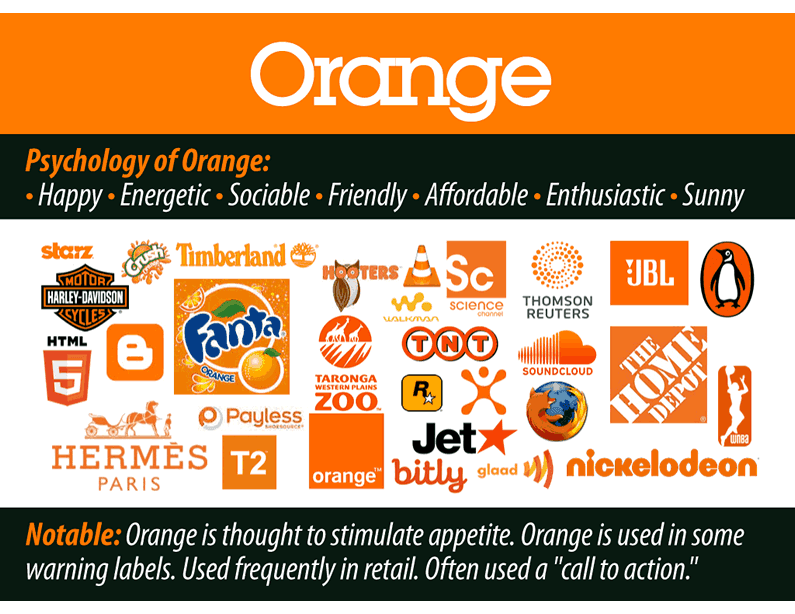 Orange
Psychology of Orange:
• Happy • Energetic • Sociable • Friendly • Affordable • Enthusiastic • Sunny
starz
Crush
Timberland
HOOTERS
Sc
science
channel
THOMSON
REUTERS
JBL
MOTOR
HARLEY-DAVIDSON
CYCLES
WALKMAN
HTML
5
B
Fanta
ORANGE
TARONGA
WESTERN PLAINS
ZOO
TNT
R
SOUNDCLOUD
THE
HOME
DEPOT
WNBA
Payless
SHOESOURCE
HERMÈS
PARIS
T2
orange™
Jet
bitly
glaad
nickelodeon
Notable: Orange is thought to stimulate appetite. Orange is used in some
warning labels. Used frequently in retail. Often used a "call to action."